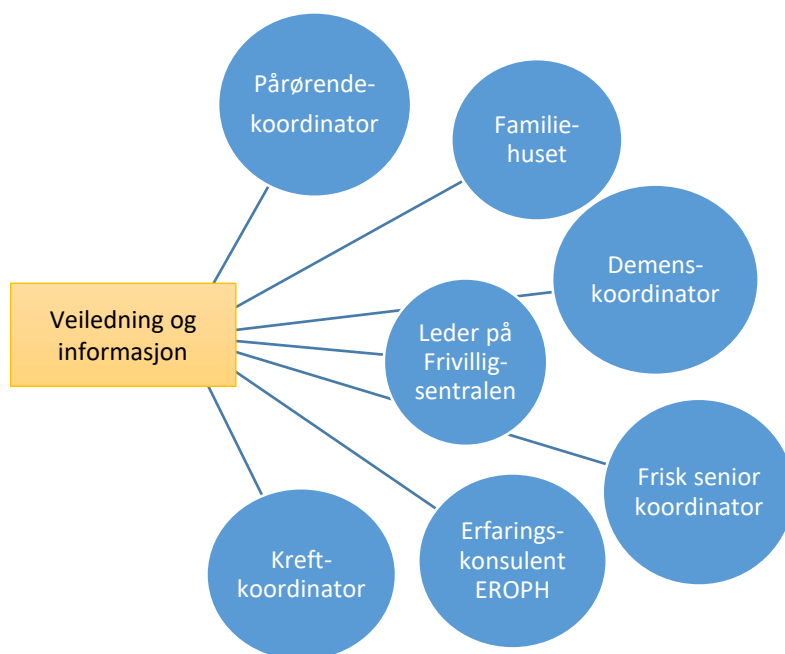 Pårørende-
koordinator
Familie-
huset
Demens-
koordinator
Veiledning og
informasjon
Leder på
Frivillig-
sentralen
Frisk senior
koordinator
Erfarings-
konsulent
EROPH
Kreft-
koordinator